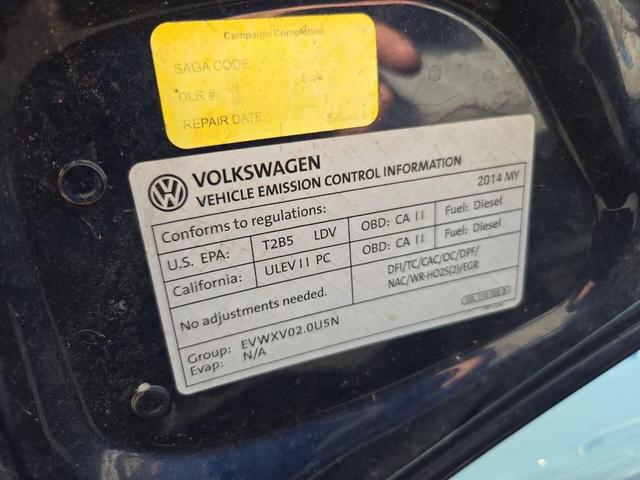 Campaign Completion
SAGA CODE
DLR #
REPAIR DATE
VOLKSWAGEN
VEHICLE EMISSION CONTROL INFORMATION
Conforms to regulations: 2014 MY
U.S. EPA: T2B5 LDV OBD: CA II Fuel: Diesel
California: ULEV II PC OBD: CA II Fuel: Diesel
No adjustments needed. DFI/TC/CAC/OC/DPF/
NAC/WR-HO2S(2)/EGR
Group: EVWXV02.0U5N
Evap: N/A